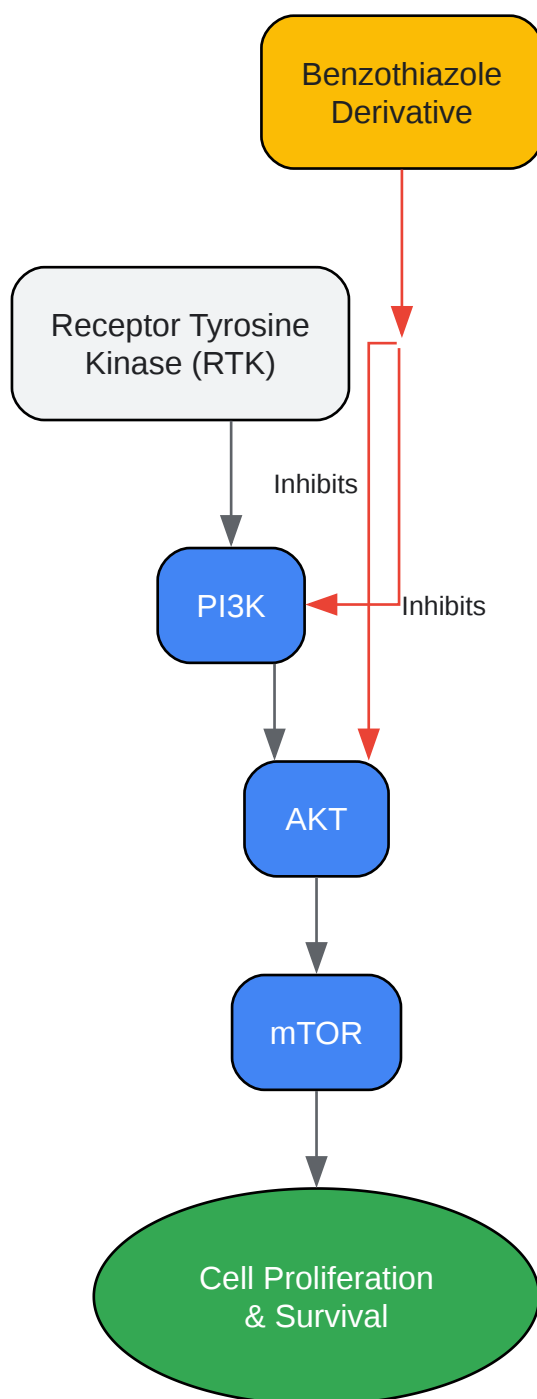 Benzothiazole
Derivative
Receptor Tyrosine
Kinase (RTK)
Inhibits
PI3K
Inhibits
AKT
mTOR
Cell Proliferation
& Survival